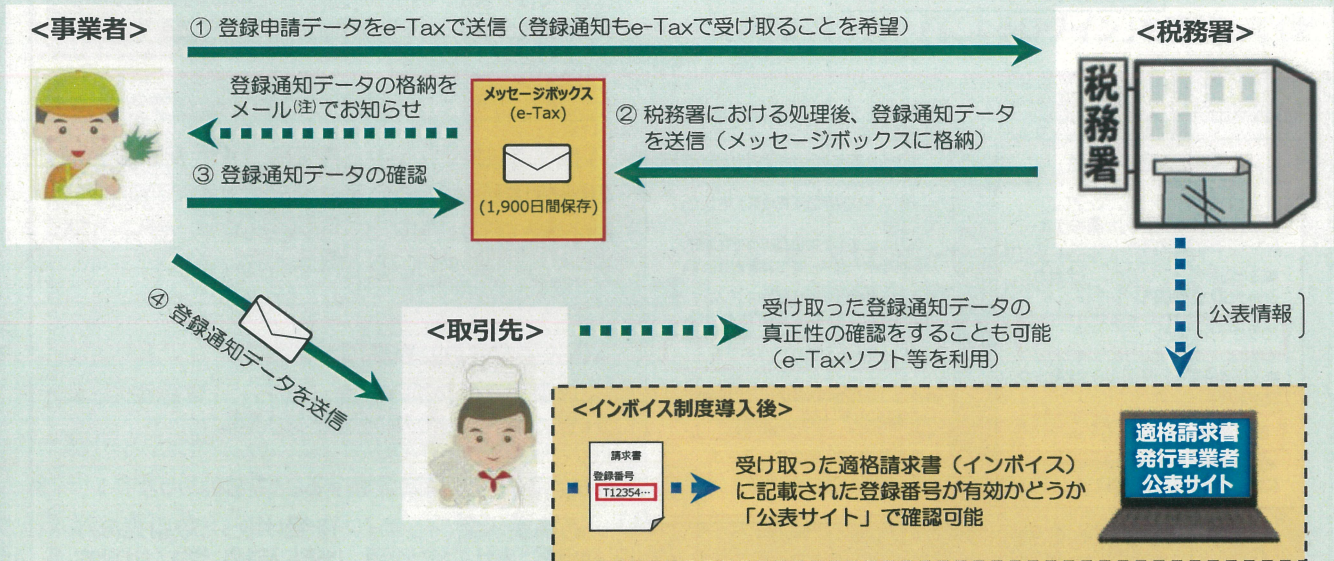 <事業者>
① 登録申請データをe-Taxで送信（登録通知もe-Taxで受け取ることを希望）
<税務署>
税務署
登録通知データの格納を
メール(注)でお知らせ
メッセージボックス
(e-Tax)
(1,900日間保存)
② 税務署における処理後、登録通知データ
を送信（メッセージボックスに格納）
③ 登録通知データの確認
④ 登録通知データを送信
<取引先>
受け取った登録通知データの
真正性の確認をすることも可能
（e-Taxソフト等を利用）
公表情報
<インボイス制度導入後>
請求書
登録番号
T12354…
受け取った適格請求書（インボイス）
に記載された登録番号が有効かどうか
「公表サイト」で確認可能
適格請求書
発行事業者
公表サイト